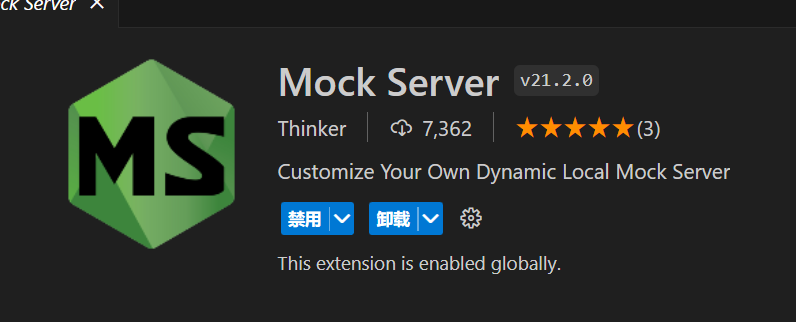 ck Server
MS
Mock Server v21.2.0
Thinker 7,362 ★★★★★(3)
Customize Your Own Dynamic Local Mock Server
禁用 卸载
This extension is enabled globally.